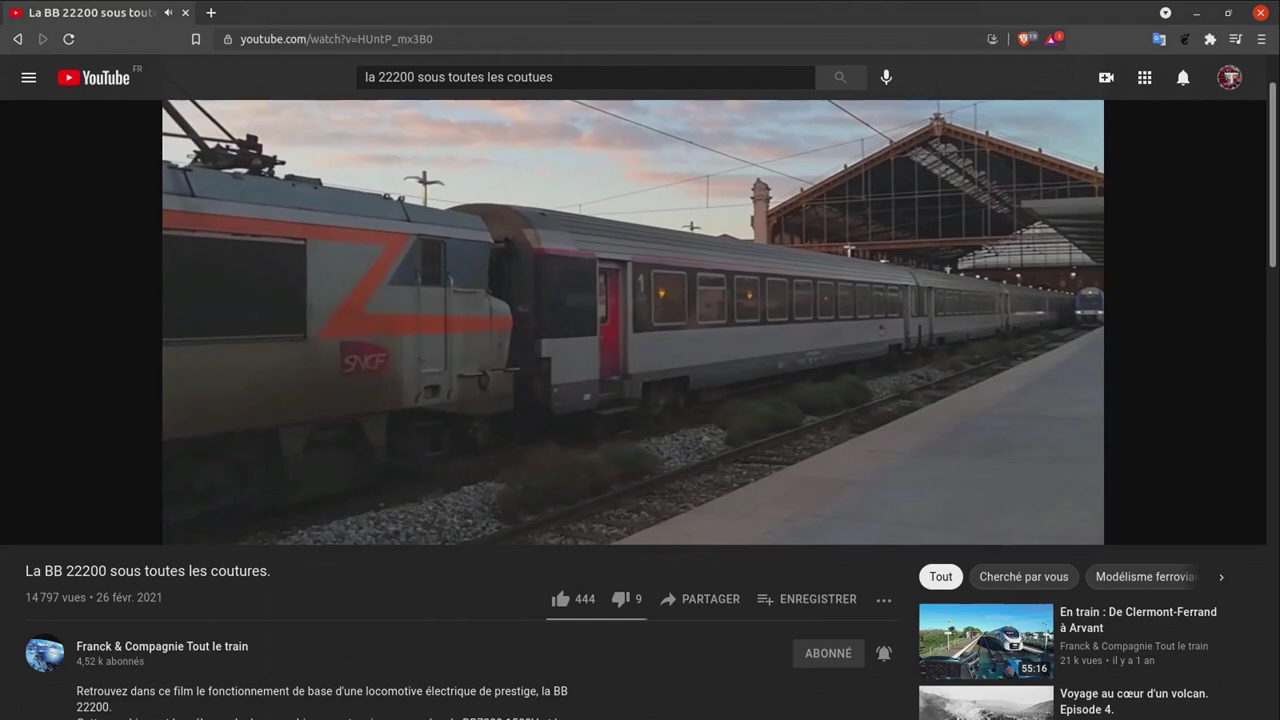 La BB 22200 sous tout
youtube.com/watch?v=HUntP_mx3B0
19
1
YouTube FR
la 22200 sous toutes les coutues
1
SNCF
La BB 22200 sous toutes les coutures.
14 797 vues • 26 févr. 2021
444
9
PARTAGER
ENREGISTRER
Franck & Compagnie Tout le train
4,52 k abonnés
ABONNÉ
Retrouvez dans ce film le fonctionnement de base d'une locomotive électrique de prestige, la BB
22200.
Tout
Cherché par vous
Modélisme ferrovia
En train : De Clermont-Ferrand
à Arvant
Franck & Compagnie Tout le train
21 k vues • il y a 1 an
55:16
Voyage au cœur d'un volcan.
Episode 4.